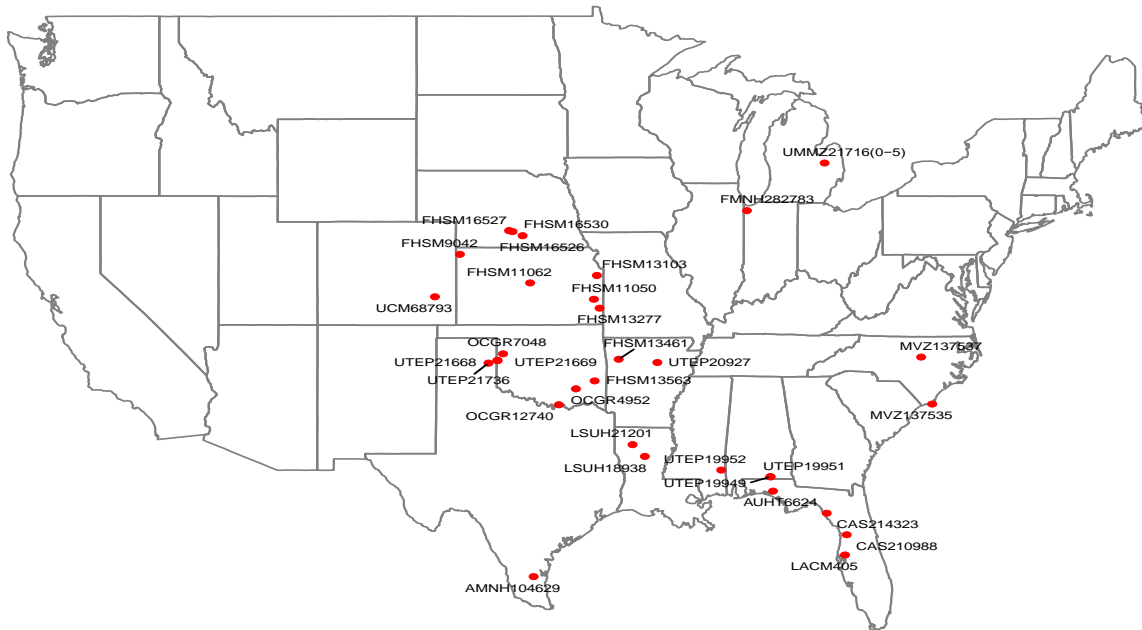 UMMZ21716(0−5)
FMNH282783
FHSM16527
FHSM16530
FHSM9042
FHSM16526
FHSM11062
FHSM13103
FHSM11050
UCM68793
FHSM13277
OCGR7048
FHSM13461
MVZ137537
UTEP21668
UTEP21669
UTEP20927
UTEP21736
FHSM13563
OCGR4952
OCGR12740
MVZ137535
LSUH21201
LSUH18938
UTEP19952
UTEP19951
UTEP19949
AUHT6624
CAS214323
CAS210988
LACM405
AMNH104629